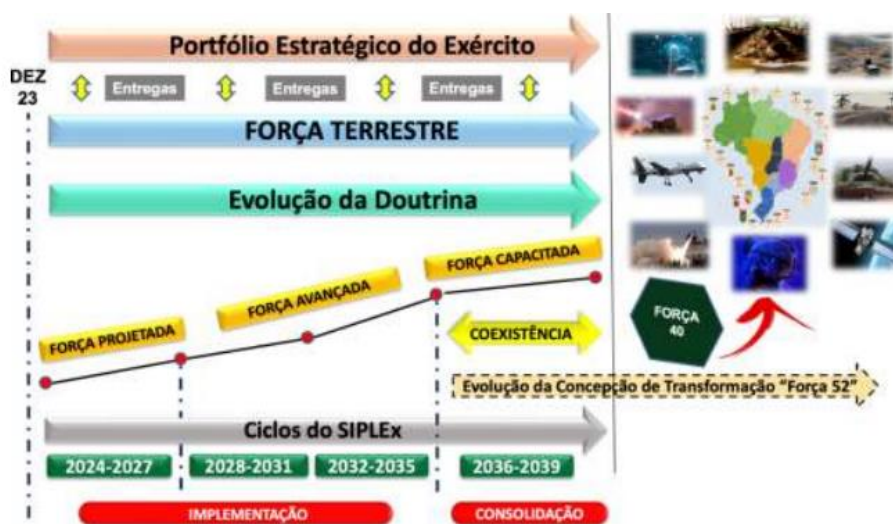 Portfólio Estratégico do Exército
DEZ
23
Entregas
Entregas
Entregas
FORÇA TERRESTRE
Evolução da Doutrina
FORÇA PROJETADA
FORÇA AVANÇADA
FORÇA CAPACITADA
COEXISTÊNCIA
FORÇA
40
Evolução da Concepção de Transformação "Força 52"
Ciclos do SIPLEx
2024-2027
2028-2031
2032-2035
2036-2039
IMPLEMENTAÇÃO
CONSOLIDAÇÃO